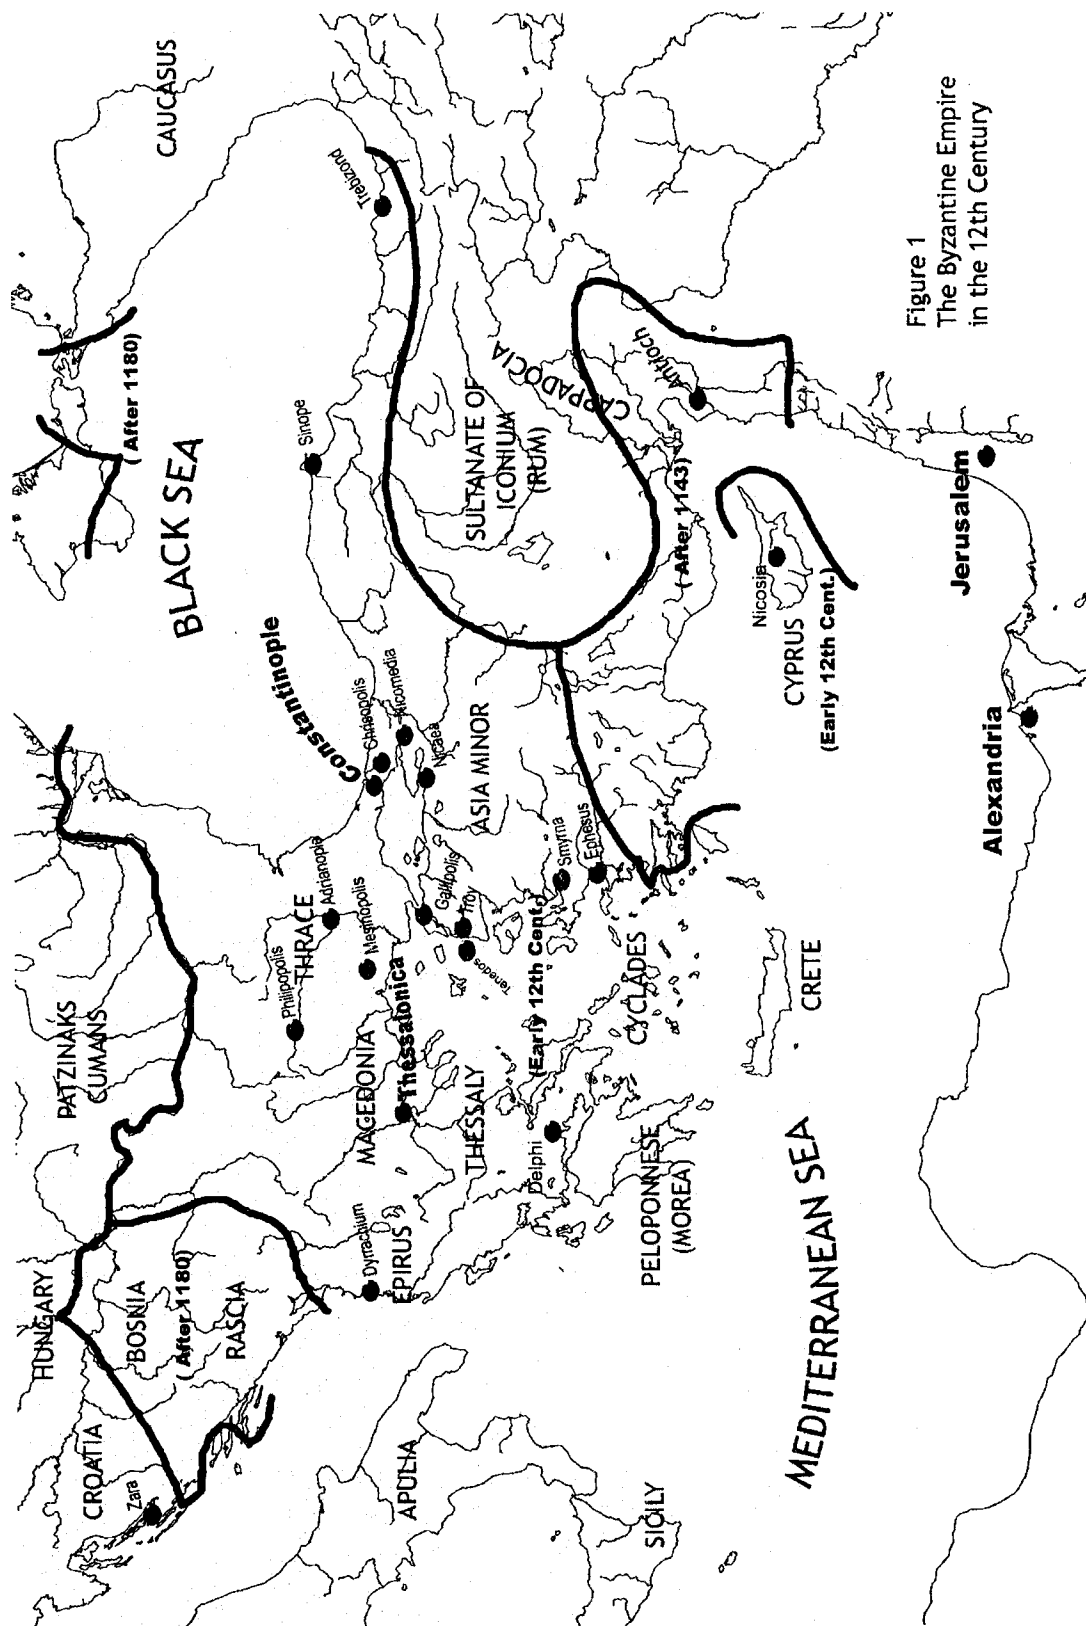 HUNGARY
PATZINAKS
CUMANS
CROATIA
Zara
BOSNIA
( After 1180)
RASCIA
( After 1180)
CAUCASUS
BLACK SEA
Philipopolis
THRACE
Adrianople
Constantinople
Sinope
Trebizond
Dyrrachium
EPIRUS
MAGEDONIA
Thessalonica
Mesinopolis
Chrisopolis
Nicomedia
Nicaea
Gallipolis
Troy
Tenedos
APULIA
THESSALY
ASIA MINOR
SULTANATE OF
ICONIUM
(RUM)
CAPPADOCIA
Delphi
(Early 12th Cent.)
Smyrna
Ephesus
CYCLADES
PELOPONNESE
(MOREA)
SICILY
( After 1143)
Antioch
Nicosia
CYPRUS
(Early 12th Cent.)
CRETE
MEDITERRANEAN SEA
Jerusalem
Alexandria
Figure 1
The Byzantine Empire
in the 12th Century